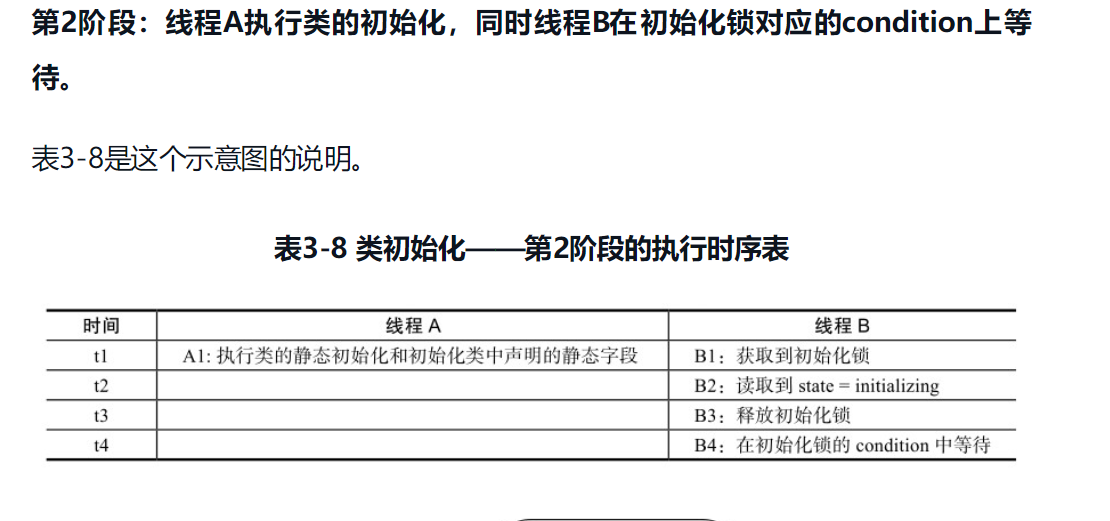 第2阶段：线程A执行类的初始化，同时线程B在初始化锁对应的condition上等
待。
表3-8是这个示意图的说明。
表3-8 类初始化——第2阶段的执行时序表
时间 线程 A 线程 B
t1 A1: 执行类的静态初始化和初始化类中声明的静态字段 B1：获取到初始化锁
t2 B2：读取到 state = initializing
t3 B3：释放初始化锁
t4 B4：在初始化锁的 condition 中等待